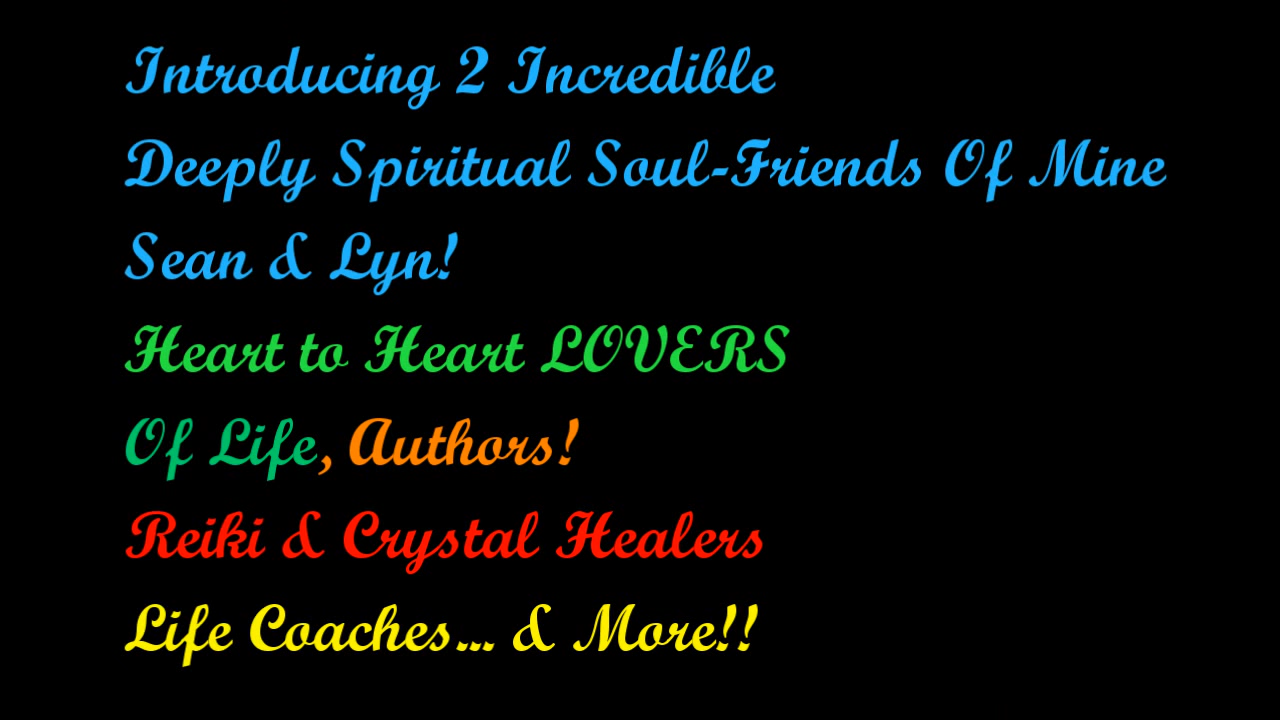 Introducing 2 Incredible
Deeply Spiritual Soul-Friends Of Mine
Sean & Lyn!
Heart to Heart LOVERS
Of Life, Authors!
Reiki & Crystal Healers
Life Coaches... & More!!